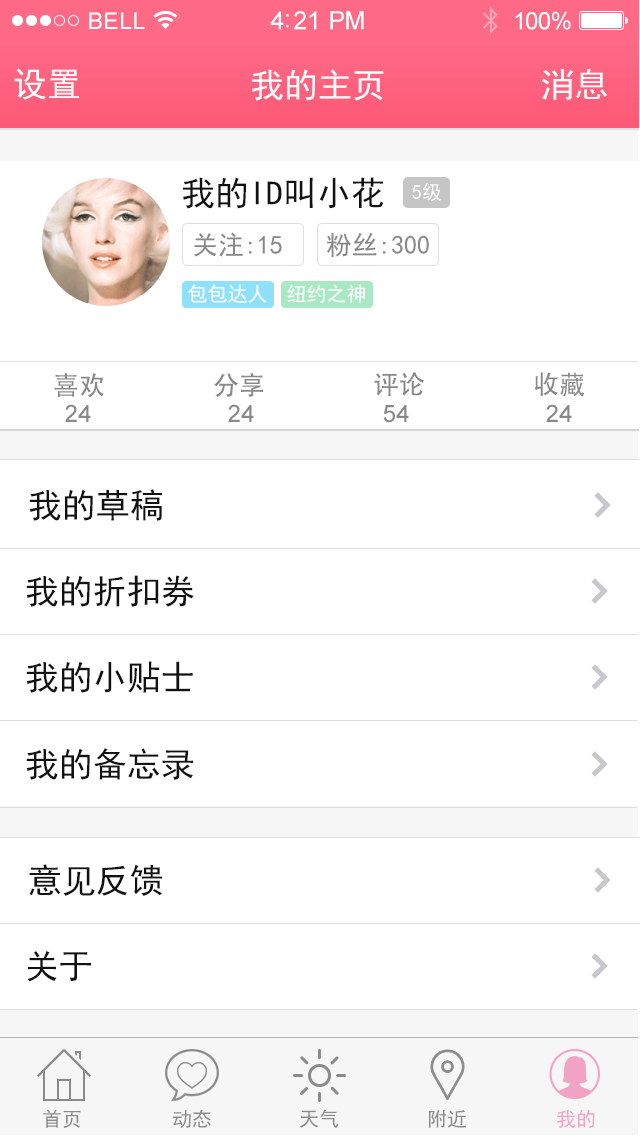 BELL 4:21 PM 100%
设置 我的主页 消息
我的ID叫小花 5级
关注:15 粉丝:300
包包达人 纽约之神
喜欢 分享 评论 收藏
24 24 54 24
我的草稿
我的折扣券
我的小贴士
我的备忘录
意见反馈
关于
首页 动态 天气 附近 我的